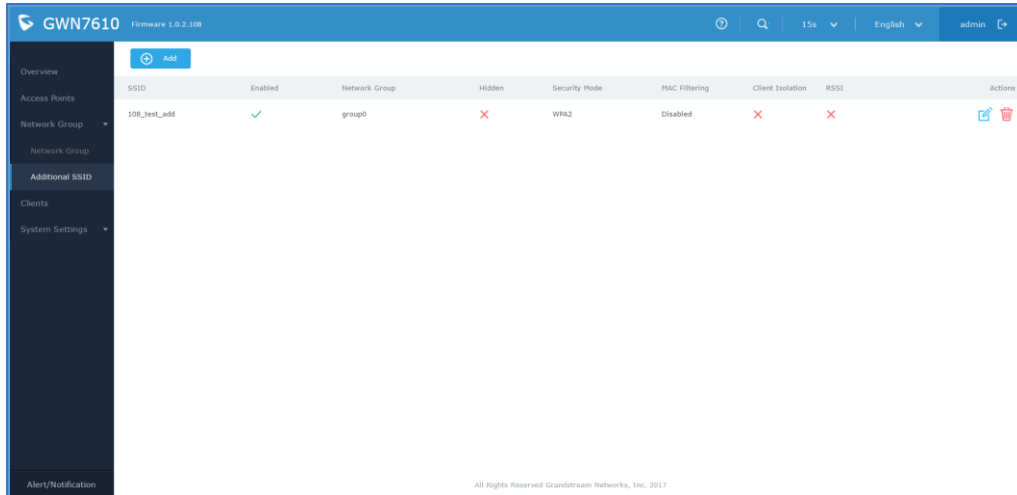 GWN7610 Firmware 1.0.2.108 15s English admin
Add
Overview
Access Points
Network Group
Network Group
Additional SSID
Clients
System Settings
Alert/Notification
SSID Enabled Network Group Hidden Security Mode MAC Filtering Client Isolation RSSI Actions
108_test_add group0 WPA2 Disabled
All Rights Reserved Grandstream Networks, Inc. 2017